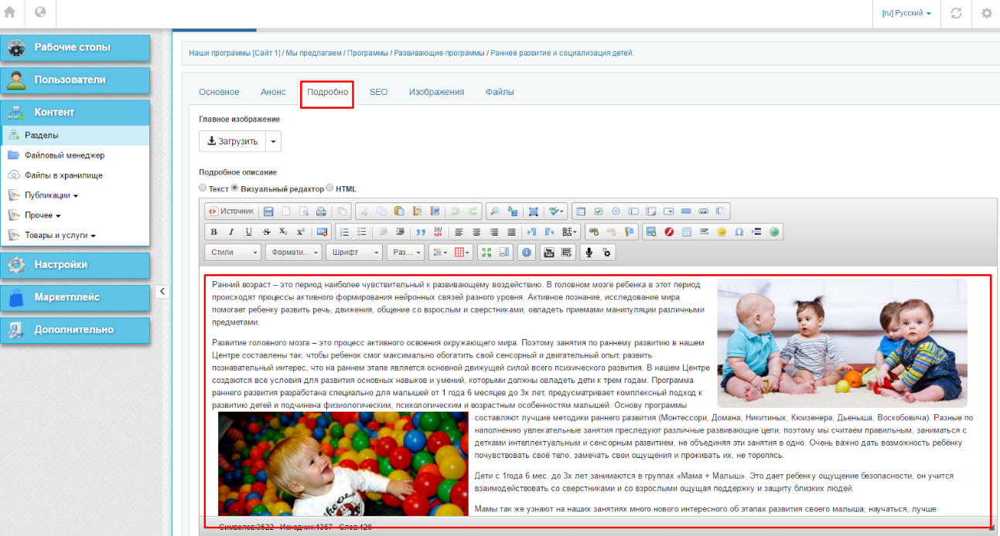 [ru] Русский
Рабочие столы
Пользователи
Контент
Разделы
Файловый менеджер
Файлы в хранилище
Публикации
Прочее
Товары и услуги
Настройки
Маркетплейс
Дополнительно
Наши программы [Сайт 1] / Мы предлагаем / Программы / Развивающие программы / Раннее развитие и социализация детей.
Основное Анонс Подробно SEO Изображения Файлы
Главное изображение
Загрузить
Подробное описание
Текст Визуальный редактор HTML
Источник
Стили Формати... Шрифт Раз...
Ранний возраст – это период наиболее чувствительный к развивающему воздействию. В головном мозге ребенка в этот период
происходят процессы активного формирования нейронных связей разного уровня. Активное познание, исследование мира
помогает ребенку развить речь, движения, общение со взрослым и сверстниками, овладеть приемами манипуляции различными
предметами.
Развитие головного мозга – это процесс активного освоения окружающего мира. Поэтому занятия по раннему развитию в нашем
Центре составлены так, чтобы ребенок смог максимально обогатить свой сенсорный и двигательный опыт, развить
познавательный интерес, что на раннем этапе является основной движущей силой всего психического развития. В нашем Центре
создаются все условия для развития основных навыков и умений, которыми должны овладеть дети к трем годам. Программа
раннего развития разработана специально для малышей от 1 года 6 месяцев до 3х лет, предусматривает комплексный подход к
развитию детей и подчинена физиологическим, психологическим и возрастным особенностям малышей. Основу программы
составляют лучшие методики раннего развития (Монтессори, Домана, Никитиных, Кюизенера, Дьеныша, Воскобовича). Разные по
наполнению увлекательные занятия преследуют различные развивающие цели, поэтому мы считаем правильным, заниматься с
детками интеллектуальным и сенсорным развитием, не объединяя эти занятия в одно. Очень важно дать возможность ребёнку
почувствовать своё тело, замечать свои ощущения и проживать их, не торопясь.
Дети с 1года 6 мес. до 3х лет занимаются в группах «Мама + Малыш». Это дает ребенку ощущение безопасности, он учится
взаимодействовать со сверстниками и со взрослыми ощущая поддержку и защиту близких людей.
Мамы так же узнают на наших занятиях много нового интересного об этапах развития своего малыша, научаться, лучше
Символов:3522 Исходник:4367 Слов:426